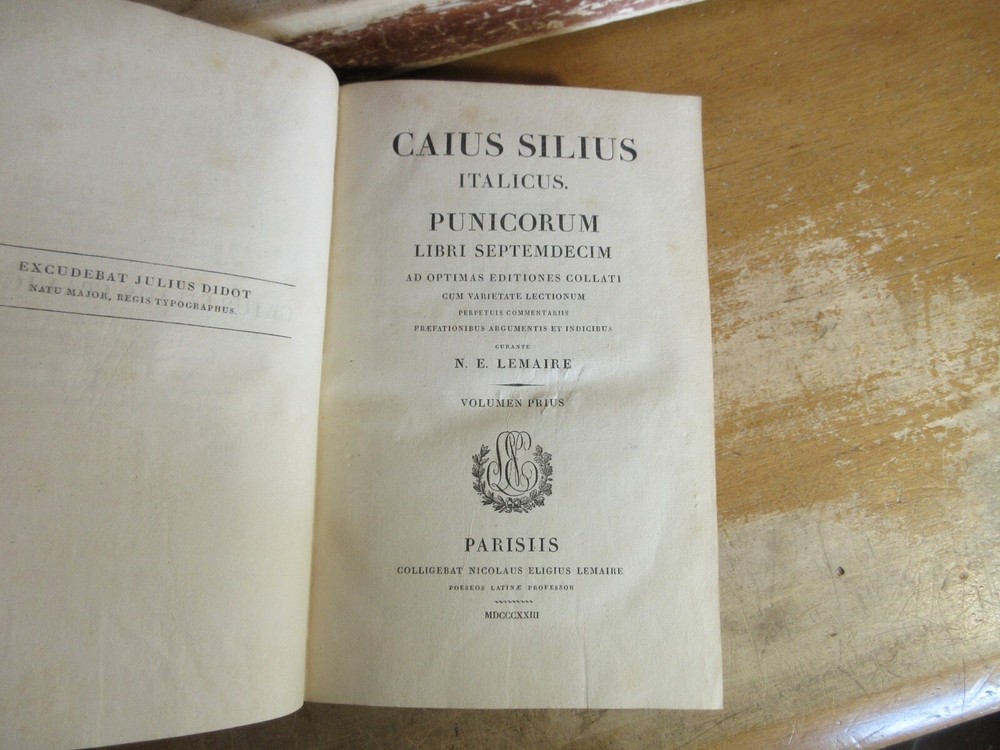 EXCUDEBAT JULIUS DIDOT
NATU MAJOR, REGIS TYPOGRAPHUS.
CAIUS SILIUS
ITALICUS.
PUNICORUM
LIBRI SEPTEMDECIM
AD OPTIMAS EDITIONES COLLATI
CUM VARIETATE LECTIONUM
PERPETUIS COMMENTARIIS
PRÆFATIONIBUS ARGUMENTIS ET INDICIBUS
CURANTE
N. E. LEMAIRE
VOLUMEN PRIUS
PARISIIS
COLLIGEBAT NICOLAUS ELIGIUS LEMAIRE
POESEOS LATINÆ PROFESSOR
MDCCCXXIII